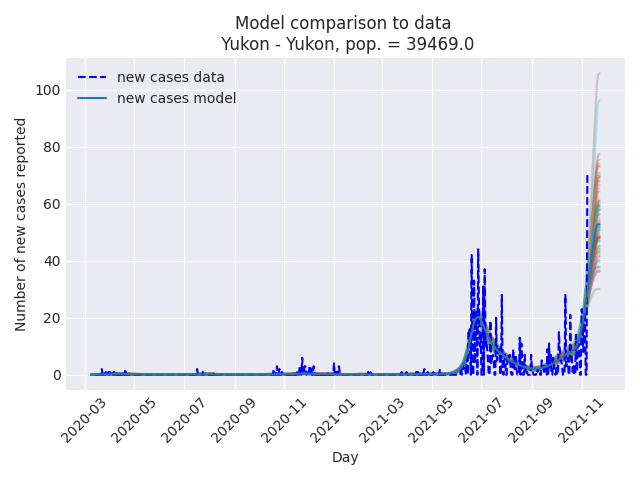 Model comparison to data
Yukon - Yukon, pop. = 39469.0
new cases data
new cases model
Number of new cases reported
100
80
60
40
20
0
2020-03
2020-05
2020-07
2020-09
2020-11
2021-01
2021-03
2021-05
2021-07
2021-09
2021-11
Day